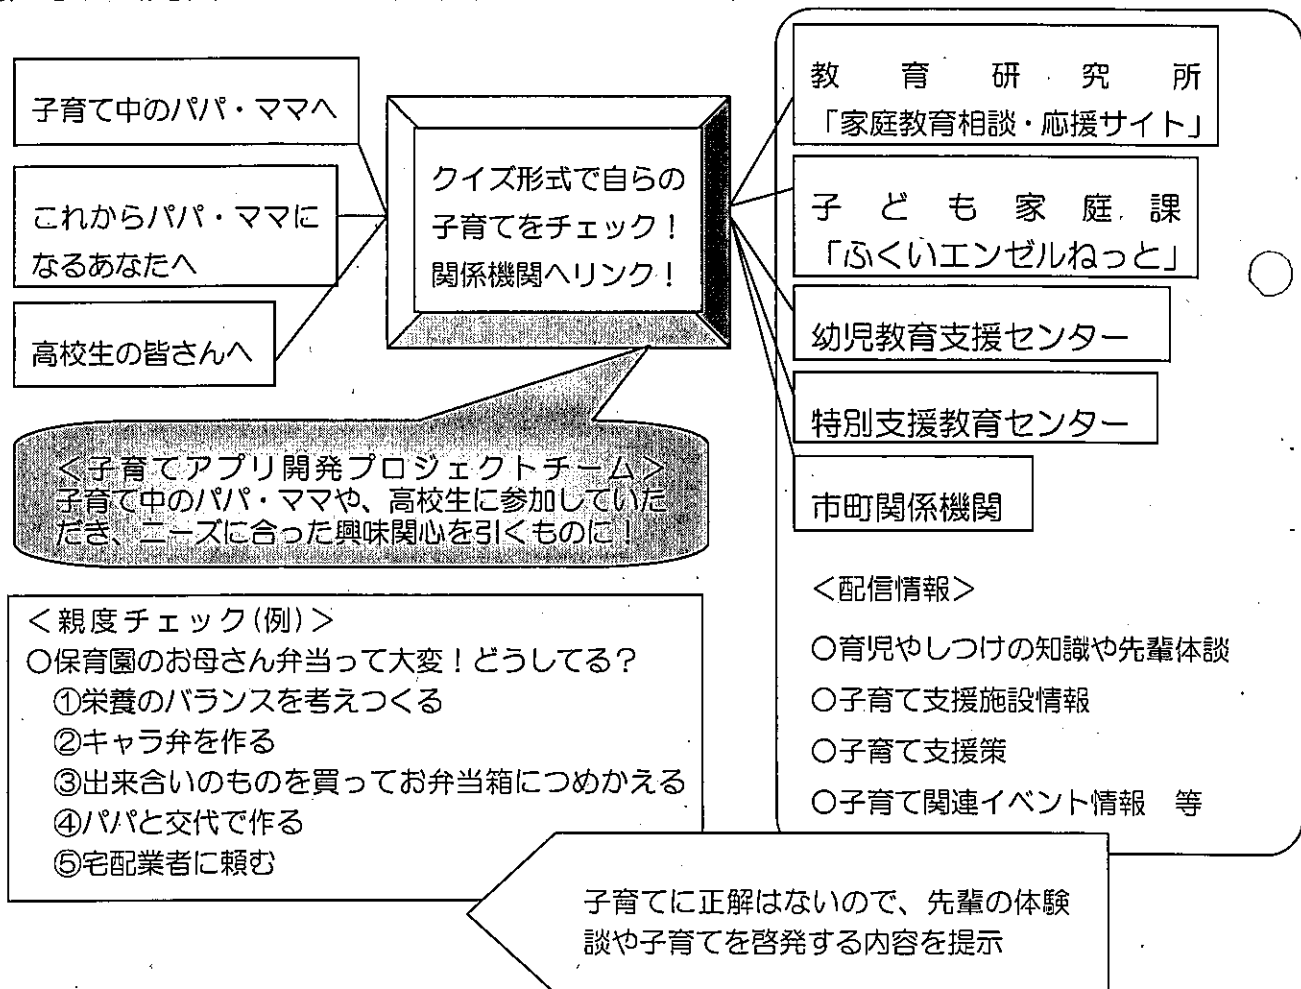 子育て中のパパ・ママへ
これからパパ・ママに
なるあなたへ
高校生の皆さんへ
クイズ形式で自らの
子育てをチェック!
関係機関へリンク!
教育研究所
「家庭教育相談・応援サイト」
子ども家庭課
「ふくいエンゼルねっと」
幼児教育支援センター
特別支援教育センター
市町関係機関
<子育てアプリ開発プロジェクトチーム>
子育て中のパパ・ママや、高校生に参加していた
だき、ニーズに合った興味関心を引くものに!
<配信情報>
○育児やしつけの知識や先輩体談
○子育て支援施設情報
○子育て支援策
○子育て関連イベント情報 等
<親度チェック(例)>
○保育園のお母さん弁当って大変!どうしてる?
①栄養のバランスを考えつくる
②キャラ弁を作る
③出来合いのものを買ってお弁当箱につめかえる
④パパと交代で作る
⑤宅配業者に頼む
子育てに正解はないので、先輩の体験
談や子育てを啓発する内容を提示